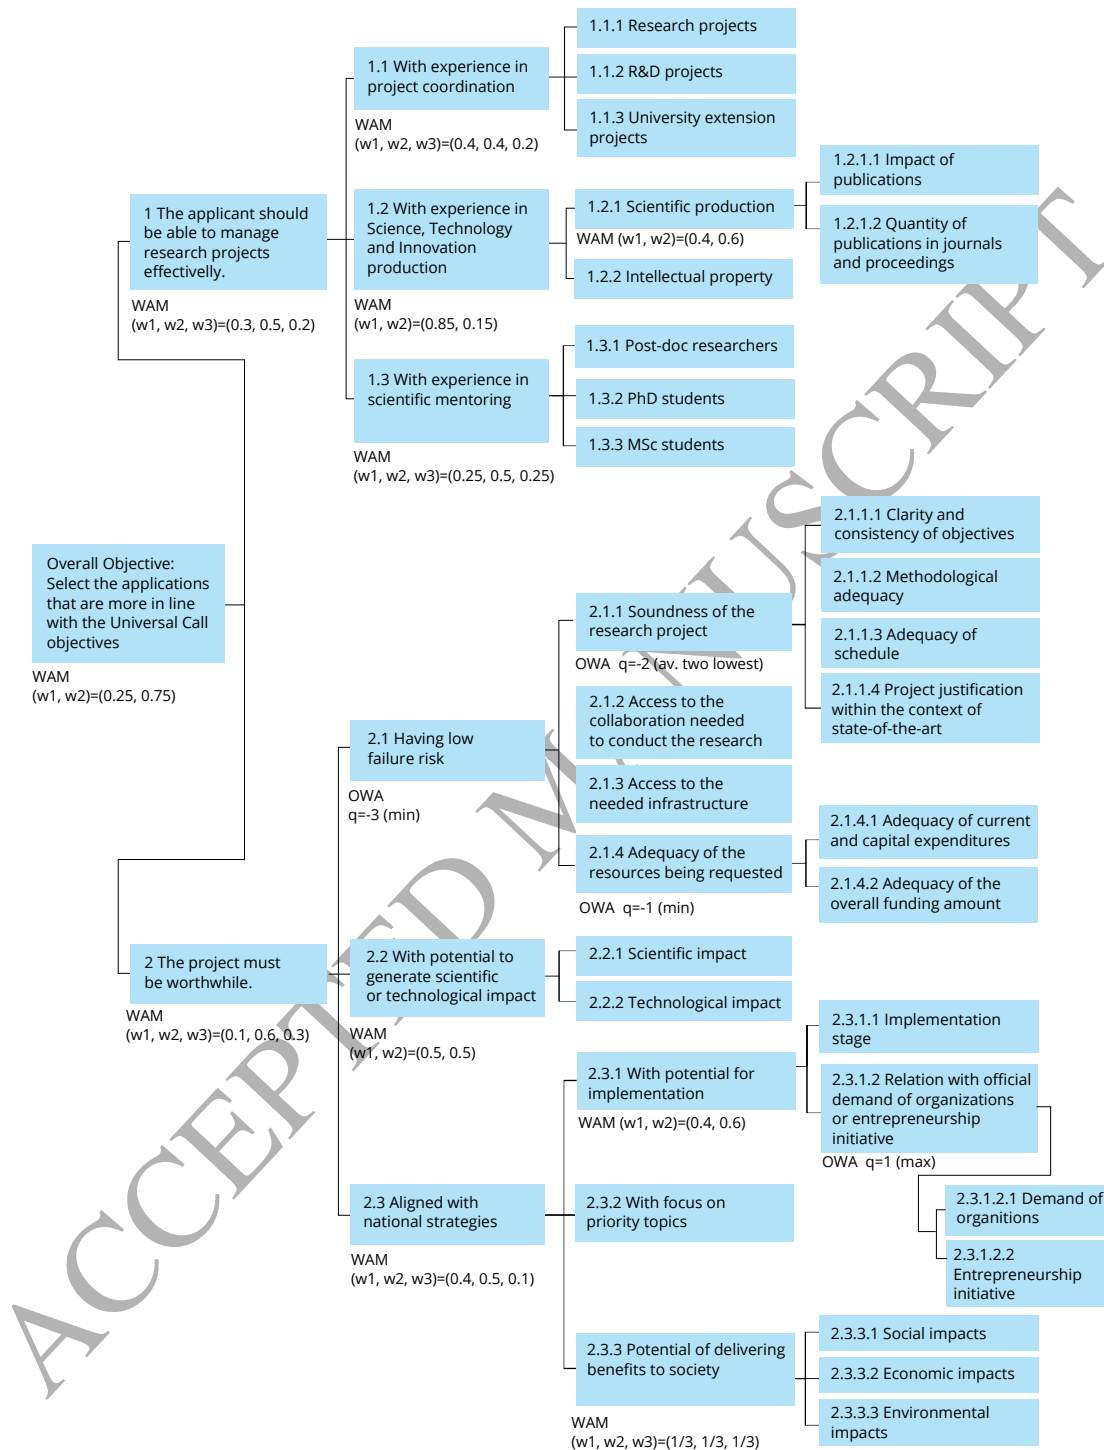 Overall Objective:
Select the applications
that are more in line
with the Universal Call
objectives
WAM
(w1, w2)=(0.25, 0.75)
1 The applicant should
be able to manage
research projects
effectivelly.
WAM
(w1, w2, w3)=(0.3, 0.5, 0.2)
1.1 With experience in
project coordination
WAM
(w1, w2, w3)=(0.4, 0.4, 0.2)
1.1.1 Research projects
1.1.2 R&D projects
1.1.3 University extension
projects
1.2 With experience in
Science, Technology
and Innovation
production
WAM
(w1, w2)=(0.85, 0.15)
1.2.1 Scientific production
WAM (w1, w2)=(0.4, 0.6)
1.2.1.1 Impact of
publications
1.2.1.2 Quantity of
publications in journals
and proceedings
1.2.2 Intellectual property
1.3 With experience in
scientific mentoring
WAM
(w1, w2, w3)=(0.25, 0.5, 0.25)
1.3.1 Post-doc researchers
1.3.2 PhD students
1.3.3 MSc students
2 The project must
be worthwhile.
WAM
(w1, w2, w3)=(0.1, 0.6, 0.3)
2.1 Having low
failure risk
OWA
q=-3 (min)
2.1.1 Soundness of the
research project
OWA  q=-2 (av. two lowest)
2.1.1.1 Clarity and
consistency of objectives
2.1.1.2 Methodological
adequacy
2.1.1.3 Adequacy of
schedule
2.1.1.4 Project justification
within the context of
state-of-the-art
2.1.2 Access to the
collaboration needed
to conduct the research
2.1.3 Access to the
needed infrastructure
2.1.4 Adequacy of the
resources being requested
OWA  q=-1 (min)
2.1.4.1 Adequacy of current
and capital expenditures
2.1.4.2 Adequacy of the
overall funding amount
2.2 With potential to
generate scientific
or technological impact
WAM
(w1, w2)=(0.5, 0.5)
2.2.1 Scientific impact
2.2.2 Technological impact
2.3 Aligned with
national strategies
WAM
(w1, w2, w3)=(0.4, 0.5, 0.1)
2.3.1 With potential for
implementation
WAM (w1, w2)=(0.4, 0.6)
2.3.1.1 Implementation
stage
2.3.1.2 Relation with official
demand of organizations
or entrepreneurship
initiative
OWA  q=1 (max)
2.3.1.2.1 Demand of
organitions
2.3.1.2.2
Entrepreneurship
initiative
2.3.2 With focus on
priority topics
2.3.3 Potential of delivering
benefits to society
WAM
(w1, w2, w3)=(1/3, 1/3, 1/3)
2.3.3.1 Social impacts
2.3.3.2 Economic impacts
2.3.3.3 Environmental
impacts
ACCEPTED MANUSCRIPT